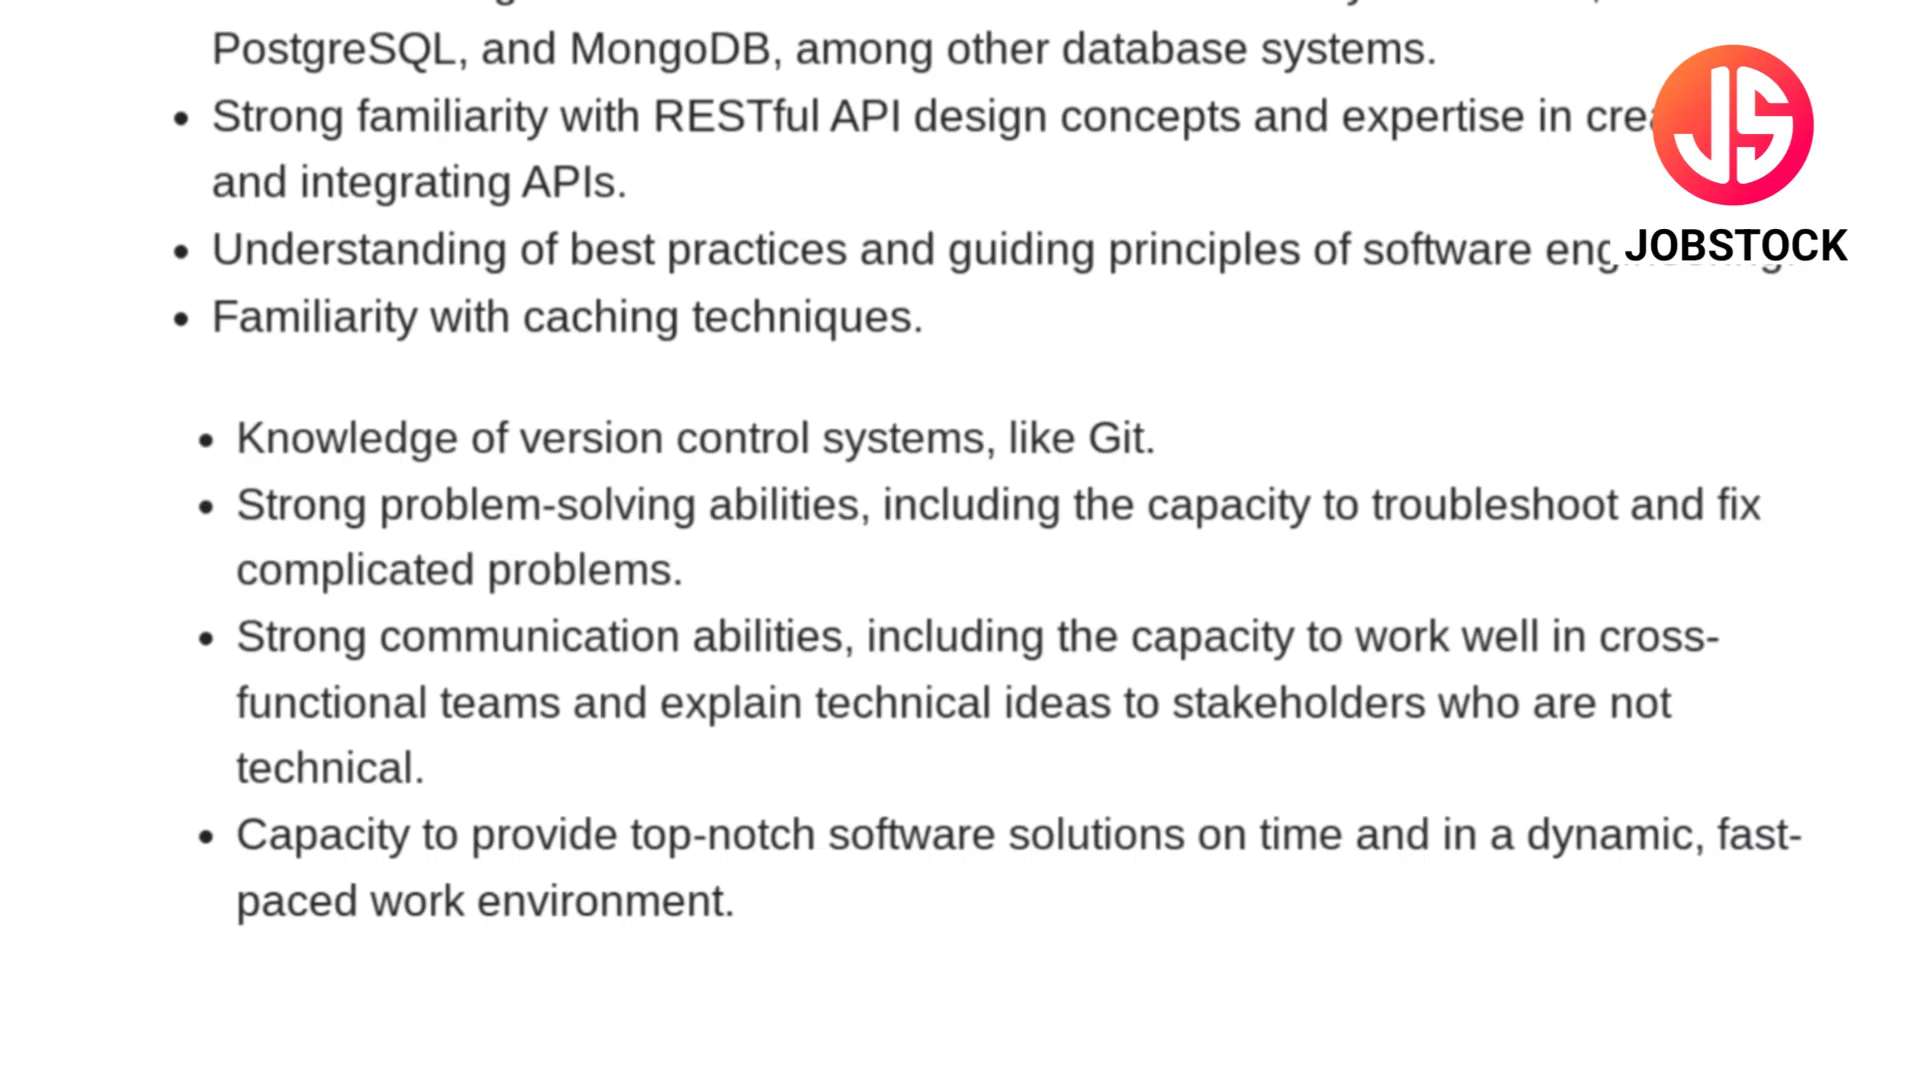 PostgreSQL, and MongoDB, among other database systems.
• Strong familiarity with RESTful API design concepts and expertise in
and integrating APIs.
• Understanding of best practices and guiding principles of software
• Familiarity with caching techniques.
• Knowledge of version control systems, like Git.
• Strong problem-solving abilities, including the capacity to troubleshoot and fix
complicated problems.
• Strong communication abilities, including the capacity to work well in cross-
functional teams and explain technical ideas to stakeholders who are not
technical.
• Capacity to provide top-notch software solutions on time and in a dynamic, fast-
paced work environment.
JS
JOBSTOCK